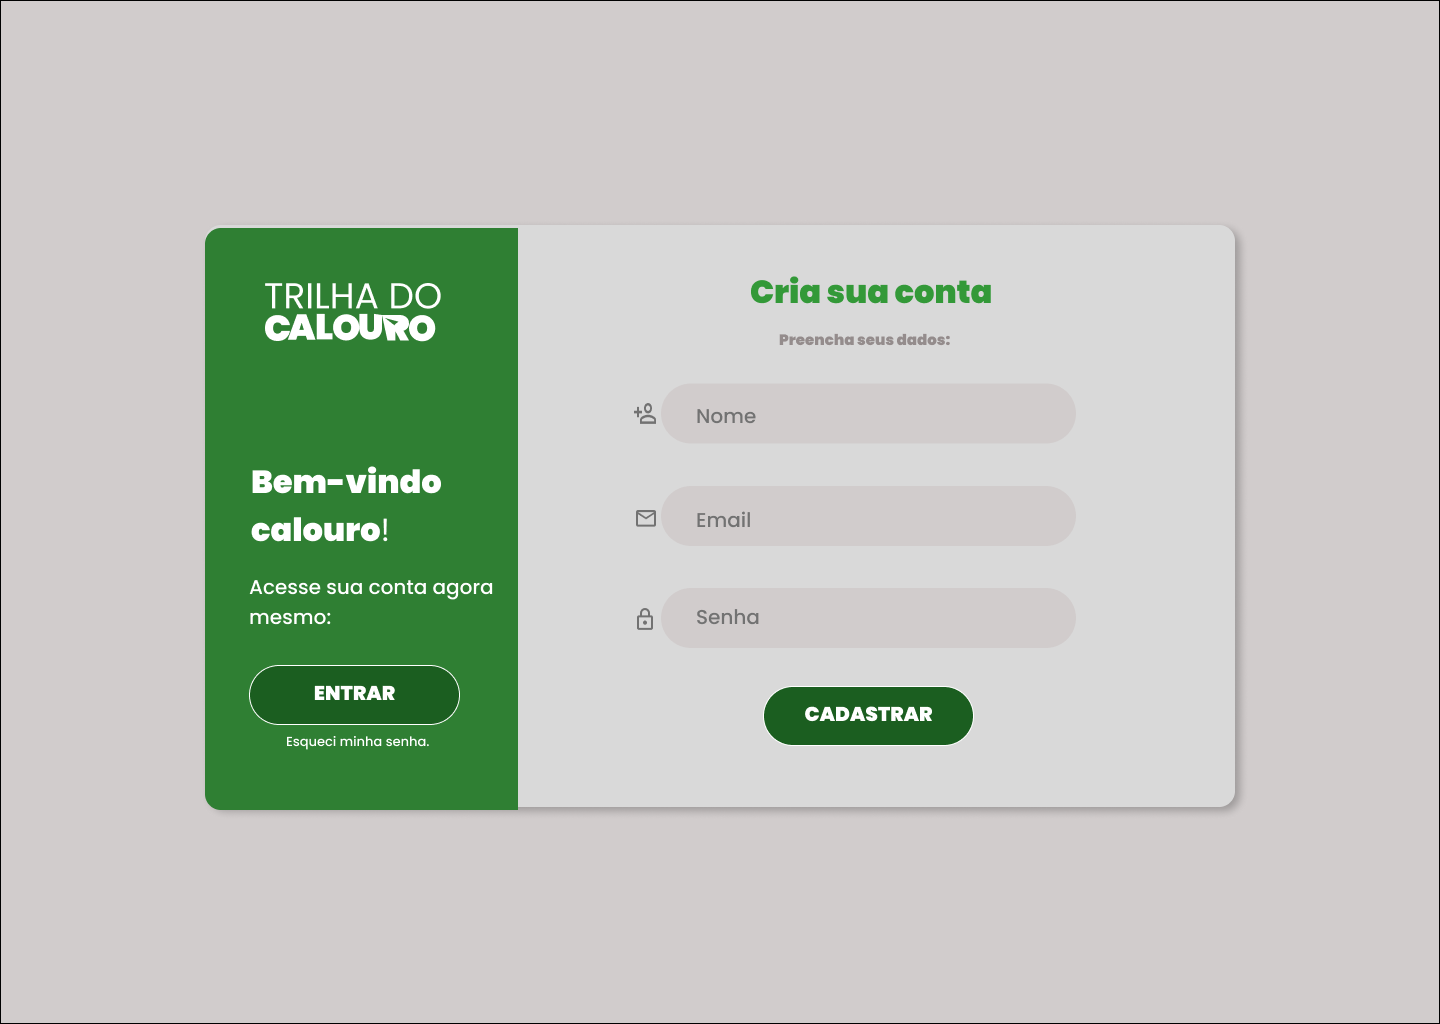 TRILHA DO
CALOURO
Bem-vindo
calouro!
Acesse sua conta agora
mesmo:
ENTRAR
Esqueci minha senha.
Cria sua conta
Preencha seus dados:
Nome
Email
Senha
CADASTRAR